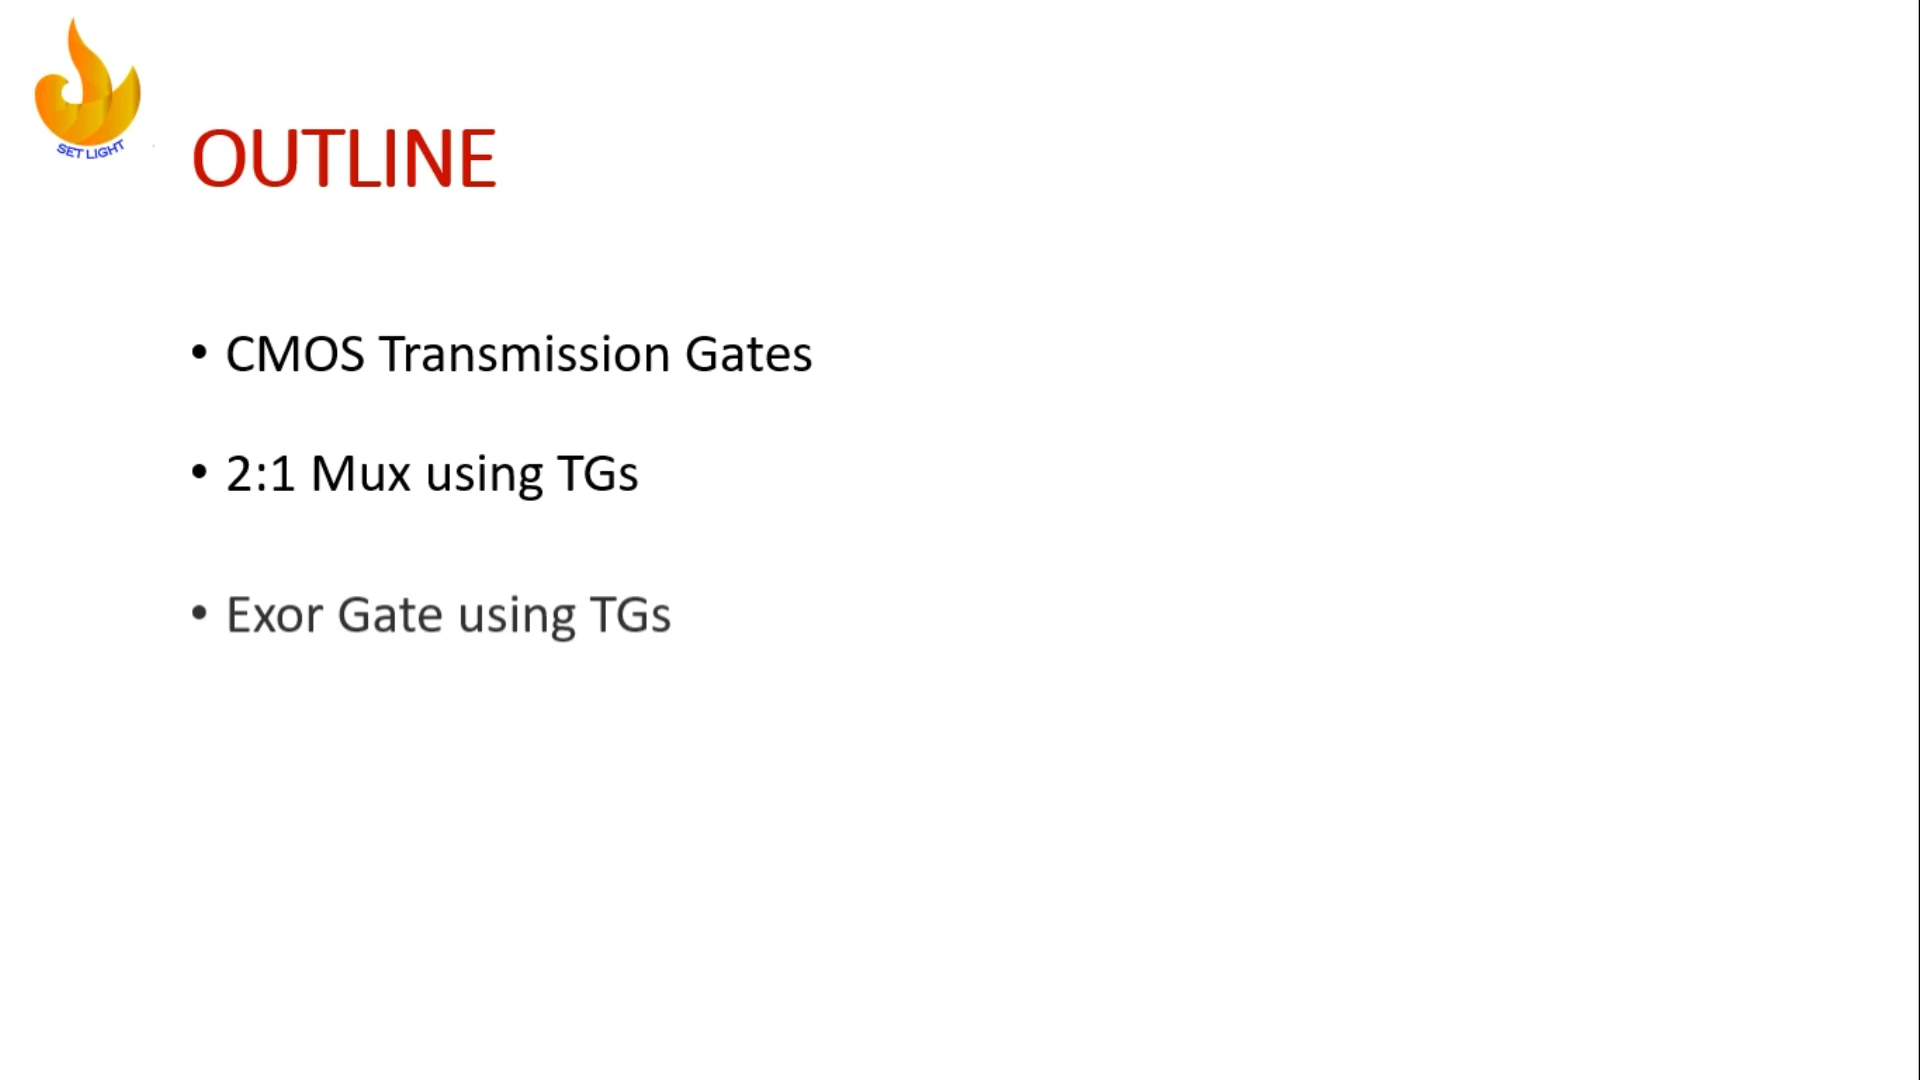 SET LIGHT
OUTLINE
• CMOS Transmission Gates
• 2:1 Mux using TGs
• Exor Gate using TGs